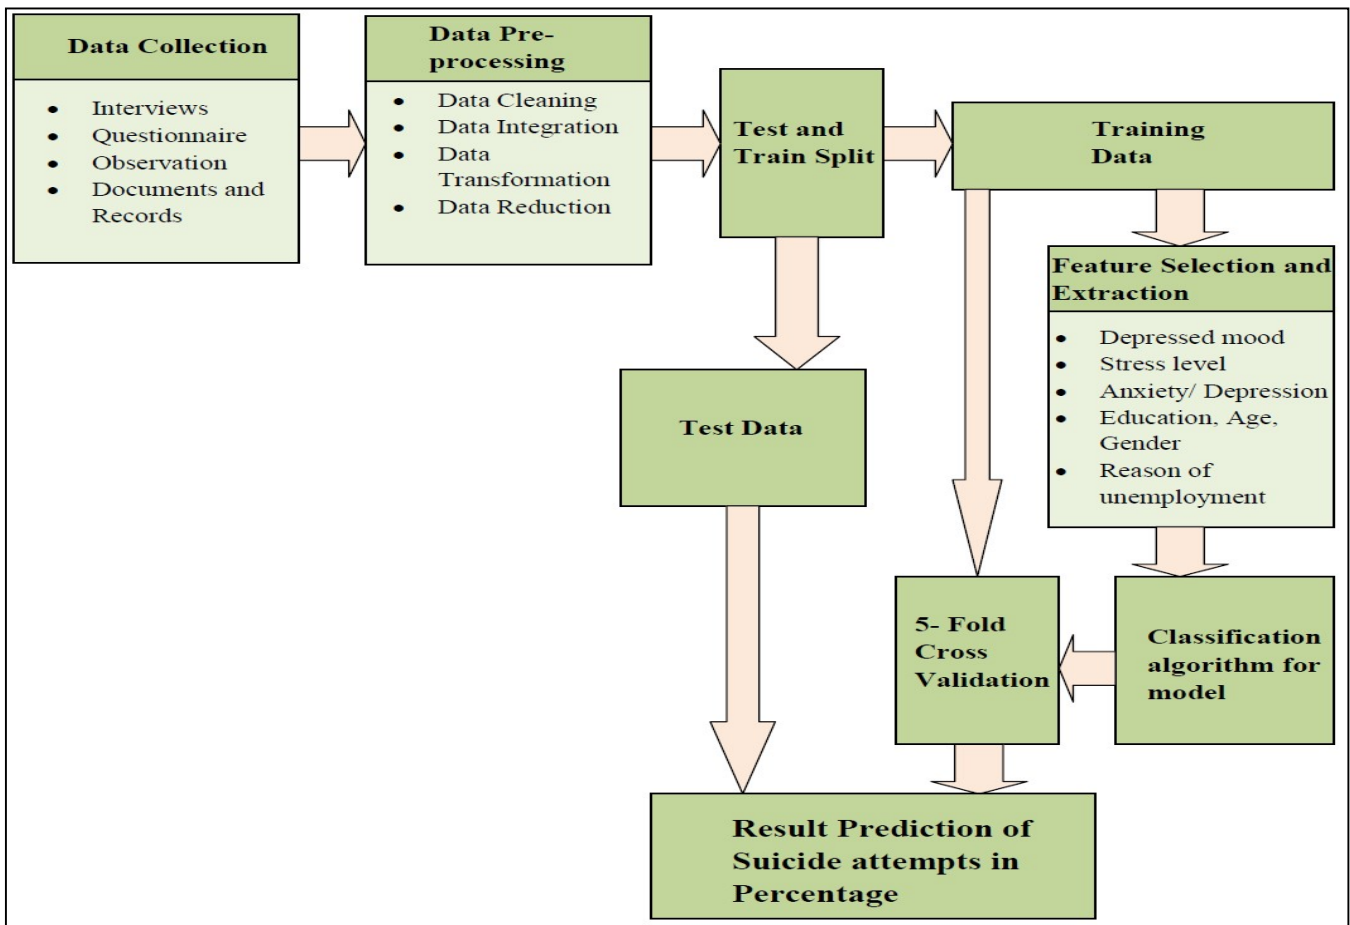 Data Collection
• Interviews
• Questionnaire
• Observation
• Documents and
Records
Data Pre-
processing
• Data Cleaning
• Data Integration
• Data
Transformation
• Data Reduction
Test and
Train Split
Training
Data
Feature Selection and
Extraction
• Depressed mood
• Stress level
• Anxiety/ Depression
• Education, Age,
Gender
• Reason of
unemployment
Test Data
5- Fold
Cross
Validation
Classification
algorithm for
model
Result Prediction of
Suicide attempts in
Percentage